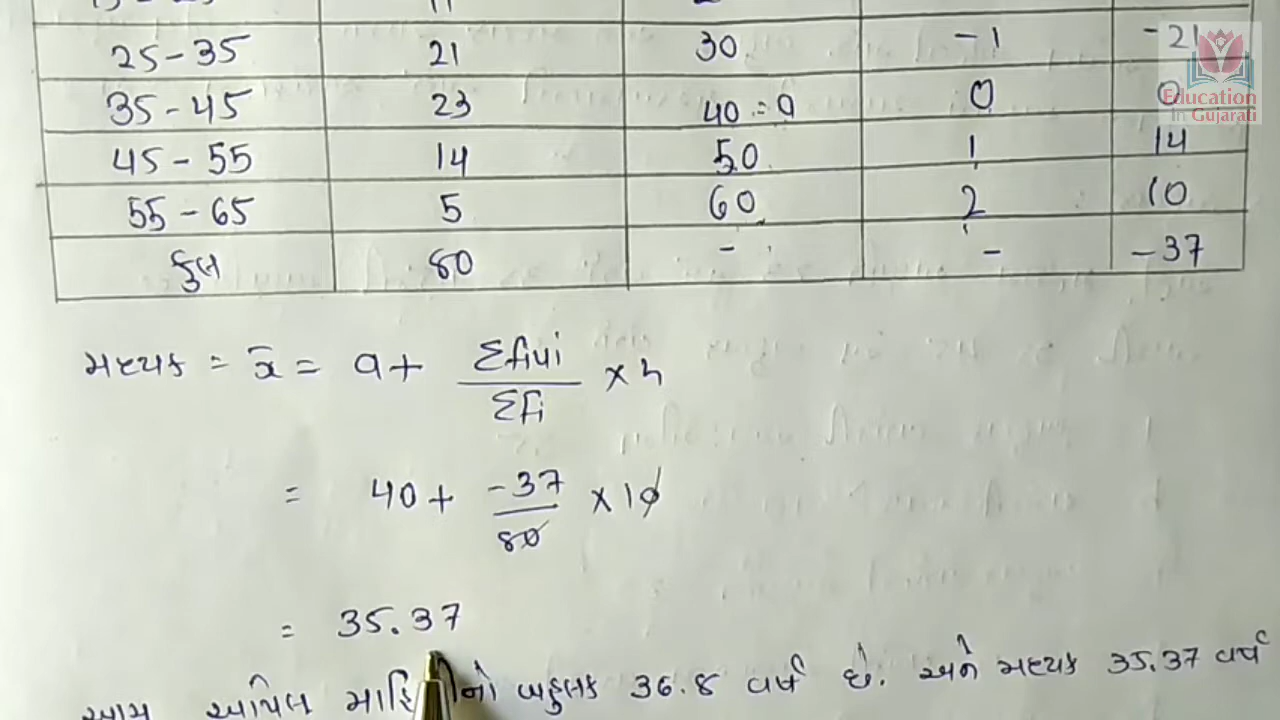 25-35 21 30 -1 -21
35-45 23 40=a 0 0
45-55 14 50 1 14
55-65 5 60 2 10
કુલ 80 - - -37
Education
in Gujarati
મધ્યક = x̄ = a + Σfiui / Σfi × h
= 40 + -37 / 80 × 10
= 35.37
આમ આપેલ બહુલક 36.8 વર્ષ છે. અને મધ્યક 35.37 વર્ષ